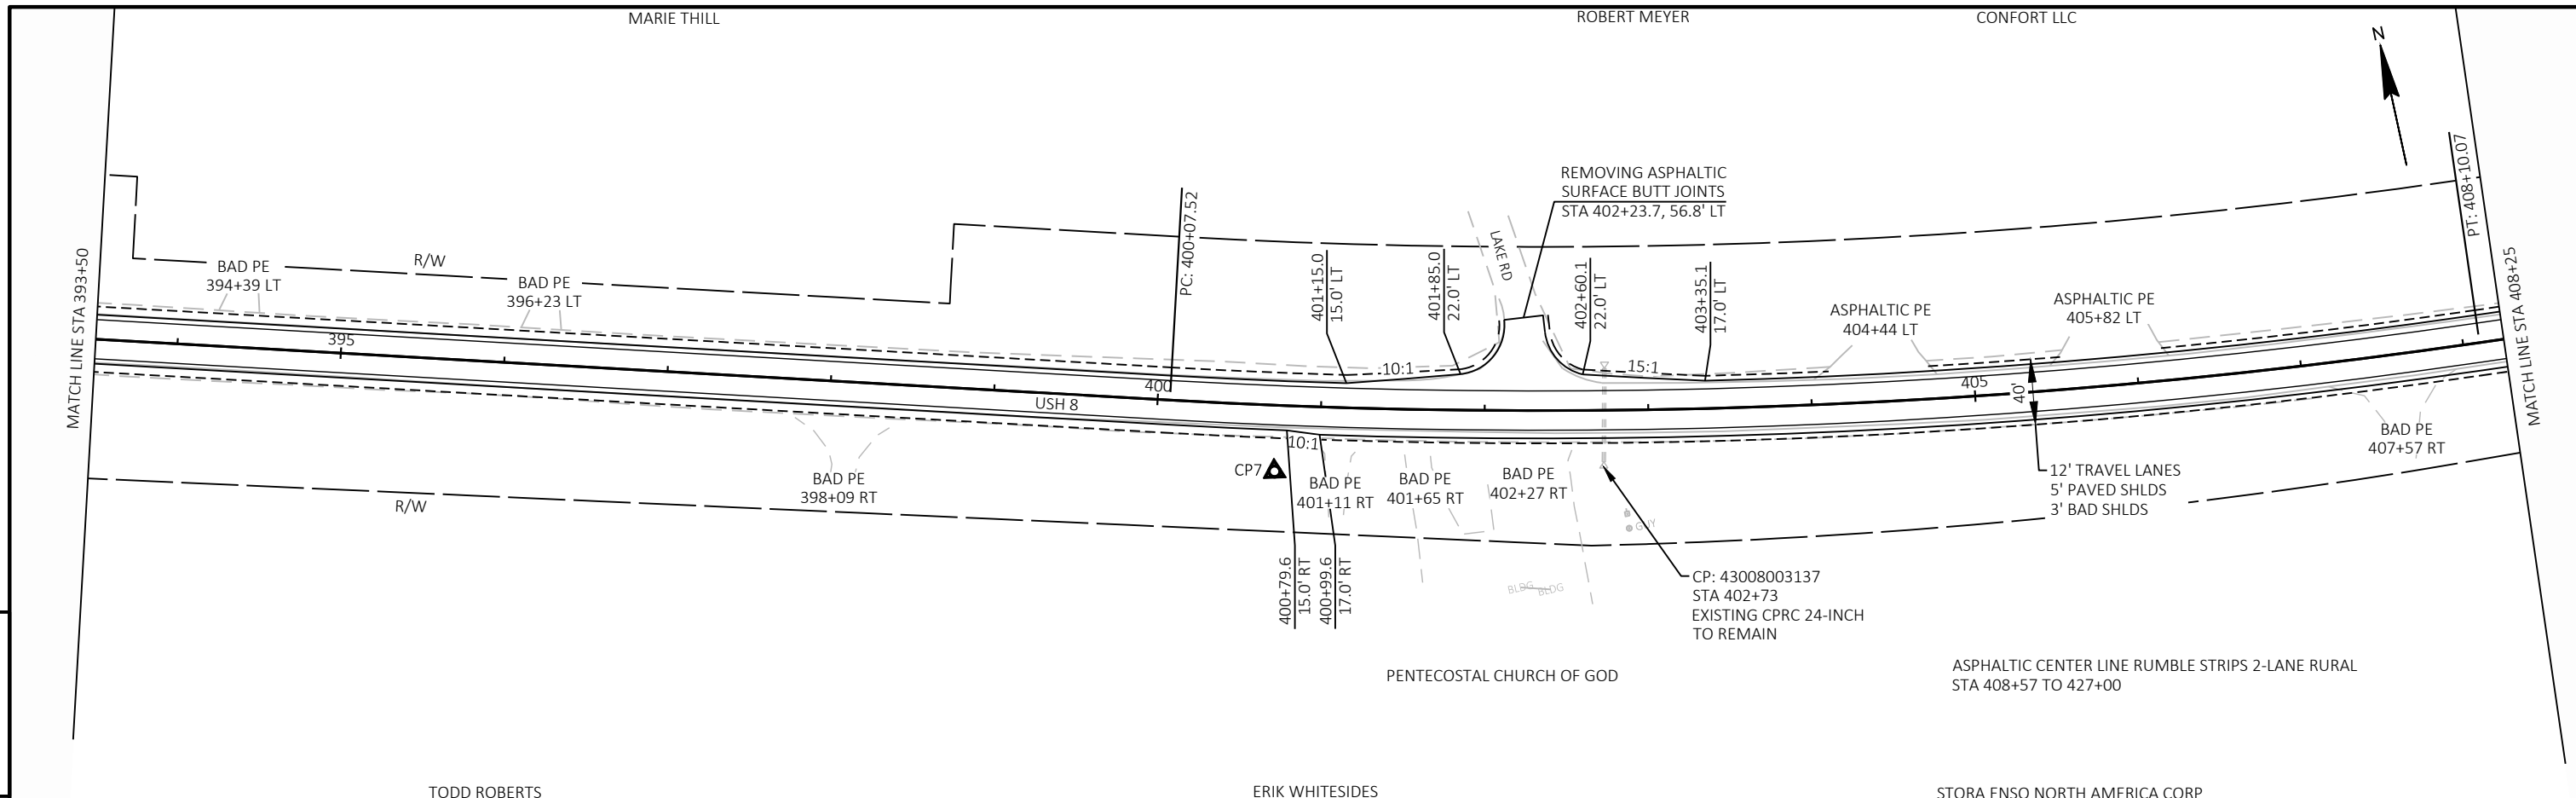 MARIE THILL
ROBERT MEYER
CONFORT LLC
N
MATCH LINE STA 393+50
BAD PE
394+39 LT
R/W
BAD PE
396+23 LT
PC: 400+07.52
401+15.0
15.0' LT
401+85.0
22.0' LT
LAKE RD
REMOVING ASPHALTIC
SURFACE BUTT JOINTS
STA 402+23.7, 56.8' LT
402+60.1
22.0' LT
403+35.1
17.0' LT
ASPHALTIC PE
404+44 LT
ASPHALTIC PE
405+82 LT
PT: 408+10.07
MATCH LINE STA 408+25
395
400
405
10:1
15:1
USH 8
40'
10:1
CP7
BAD PE
398+09 RT
R/W
BAD PE
401+11 RT
BAD PE
401+65 RT
BAD PE
402+27 RT
GUY
BAD PE
407+57 RT
12' TRAVEL LANES
5' PAVED SHLDS
3' BAD SHLDS
400+79.6
15.0' RT
400+99.6
17.0' RT
BLDG
BLDG
CP: 43008003137
STA 402+73
EXISTING CPRC 24-INCH
TO REMAIN
PENTECOSTAL CHURCH OF GOD
ASPHALTIC CENTER LINE RUMBLE STRIPS 2-LANE RURAL
STA 408+57 TO 427+00
TODD ROBERTS
ERIK WHITESIDES
STORA ENSO NORTH AMERICA CORP